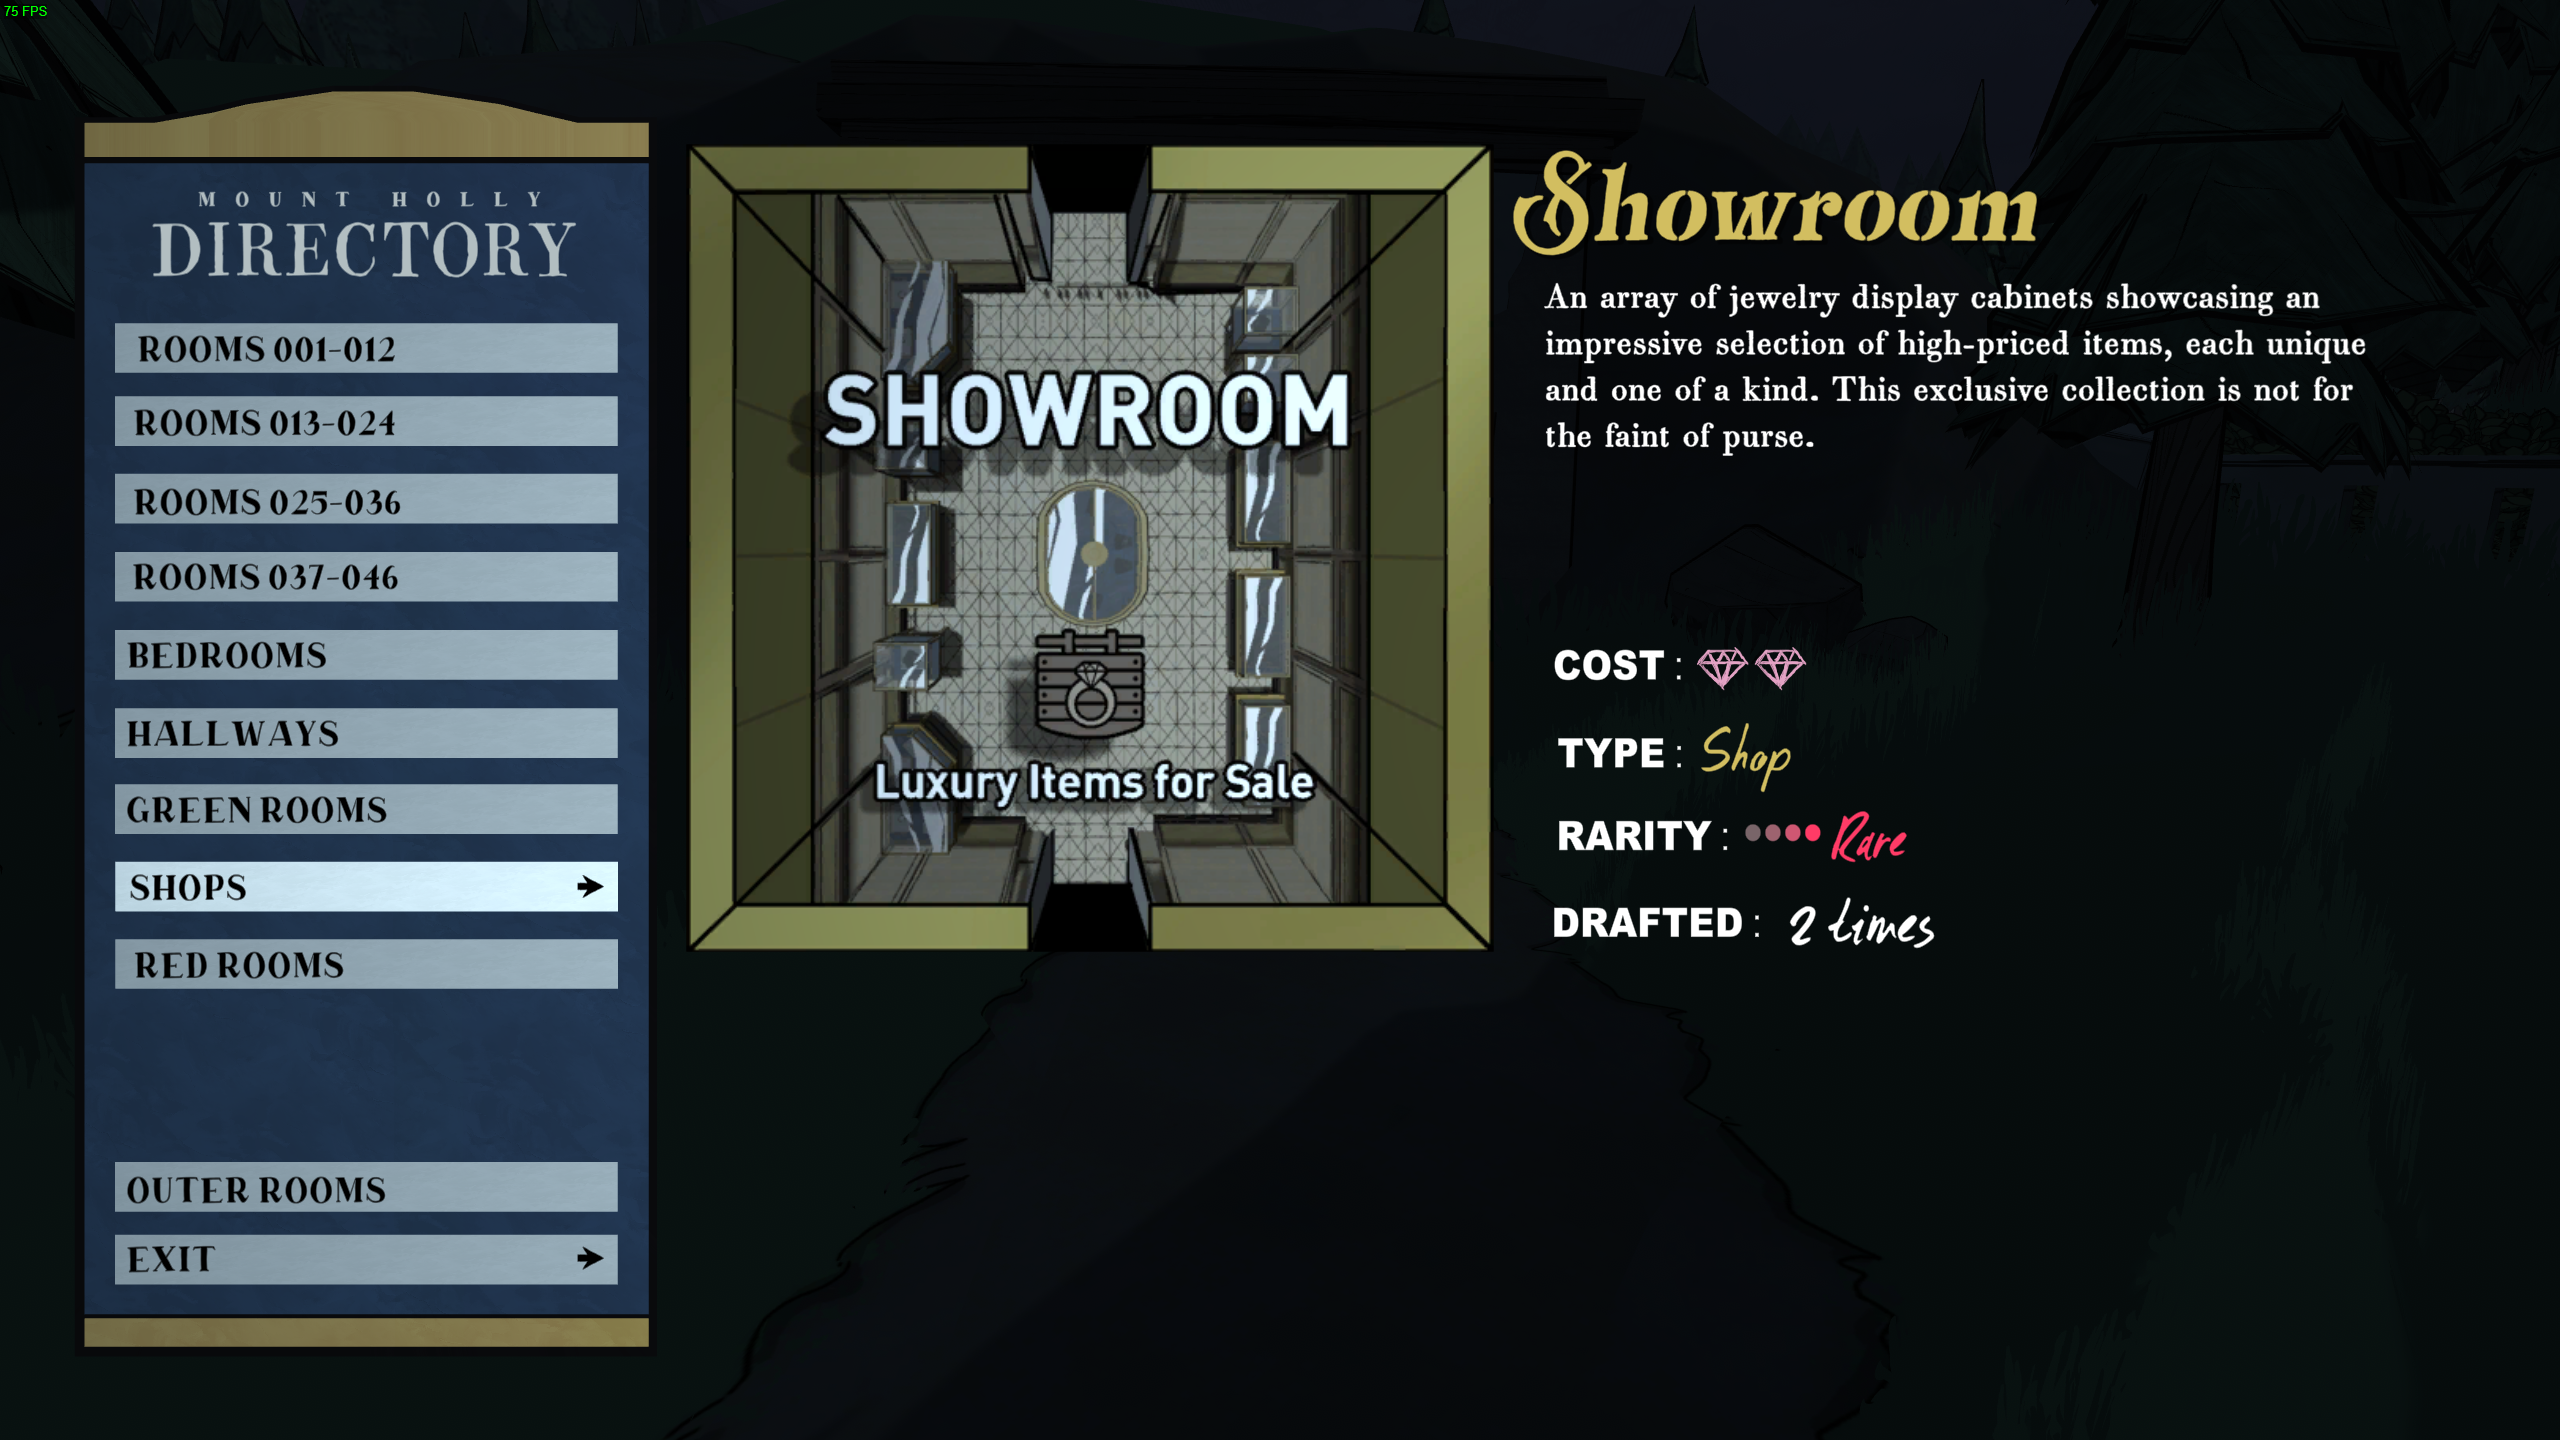 75 FPS
MOUNT HOLLY
DIRECTORY
ROOMS 001-012
ROOMS 013-024
ROOMS 025-036
ROOMS 037-046
BEDROOMS
HALLWAYS
GREEN ROOMS
SHOPS
RED ROOMS
OUTER ROOMS
EXIT
SHOWROOM
Luxury Items for Sale
Showroom
An array of jewelry display cabinets showcasing an
impressive selection of high-priced items, each unique
and one of a kind. This exclusive collection is not for
the faint of purse.
COST :
TYPE : Shop
RARITY : Rare
DRAFTED : 2 times